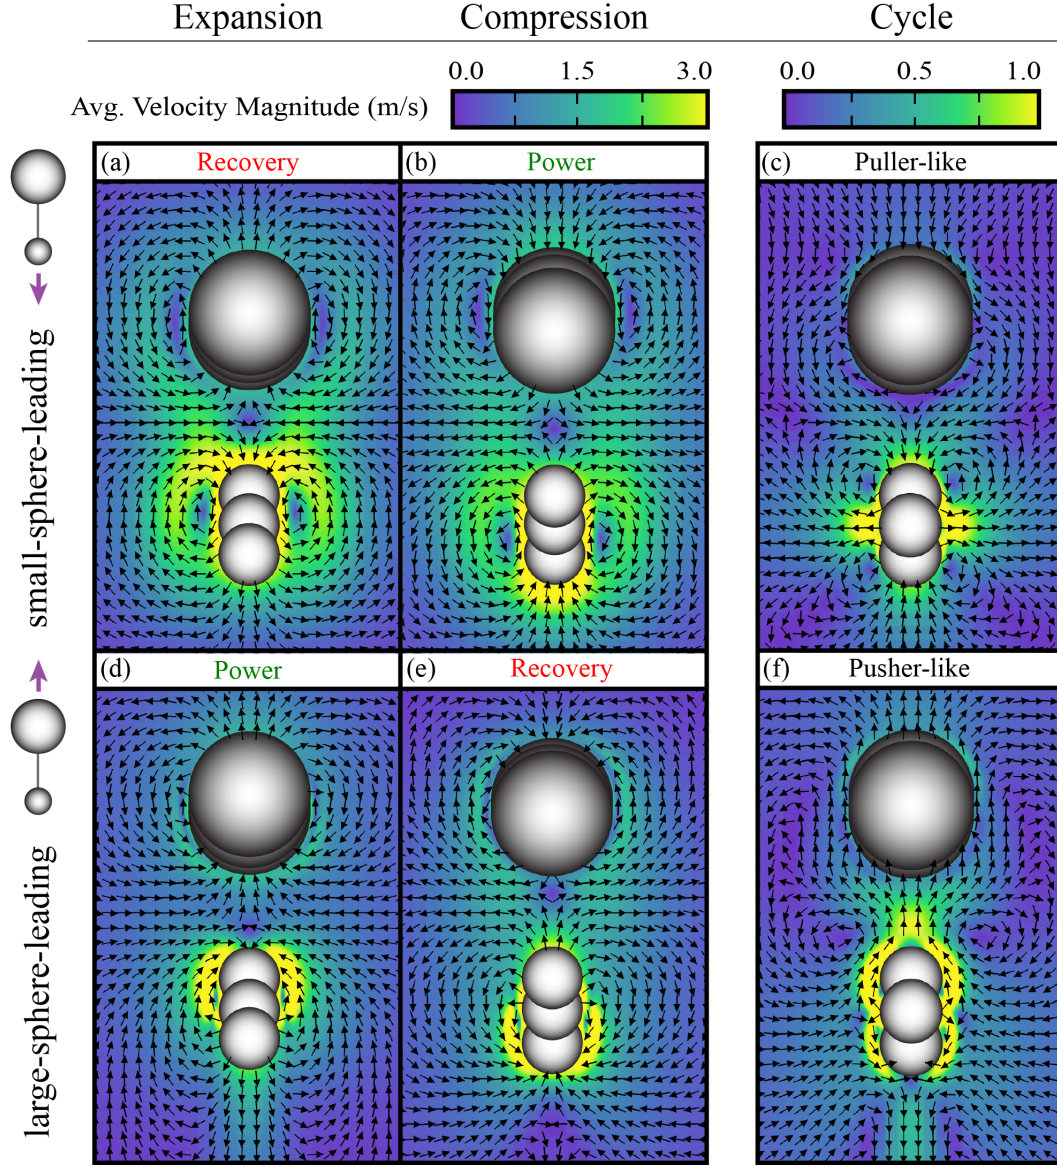 Expansion Compression Cycle
0.0 1.5 3.0 0.0 0.5 1.0
Avg. Velocity Magnitude (m/s)
(a) Recovery (b) Power (c) Puller-like
small-sphere-leading
(d) Power (e) Recovery (f) Pusher-like
large-sphere-leading